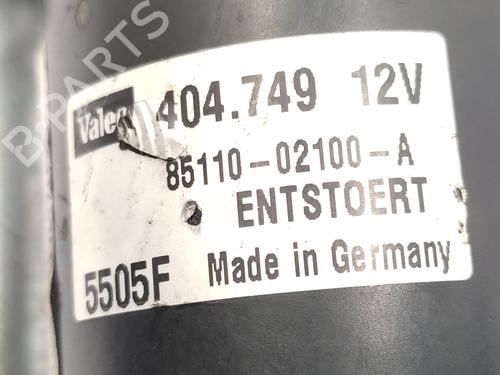 B-PARTS
Valeo 404.749 12V
85110-02100-A
ENTSTOERT
5505F Made in Germany